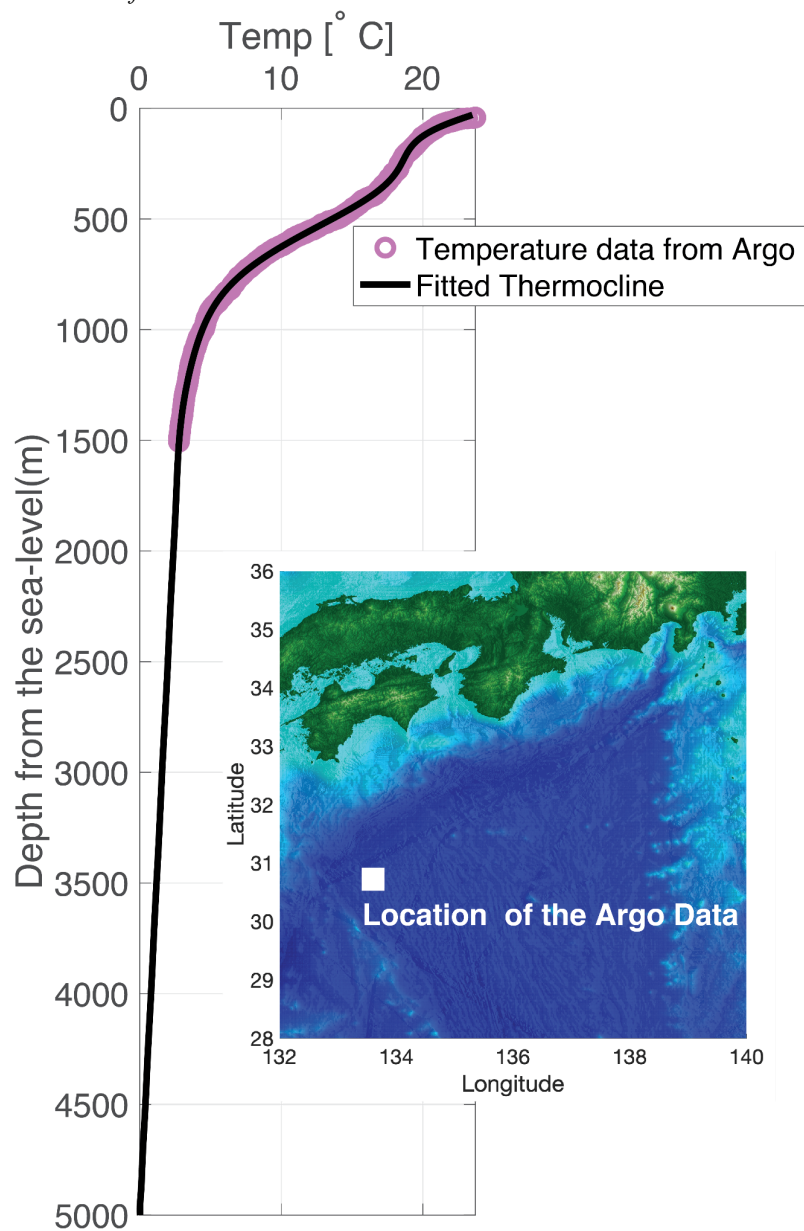 Temp [° C]
0 10 20
0
500
Temperature data from Argo
Fitted Thermocline
1000
1500
2000
2500
3000
3500
4000
4500
5000
Depth from the sea-level(m)
36
35
34
33
32
31
30
29
28
Latitude
Location of the Argo Data
132 134 136 138 140
Longitude